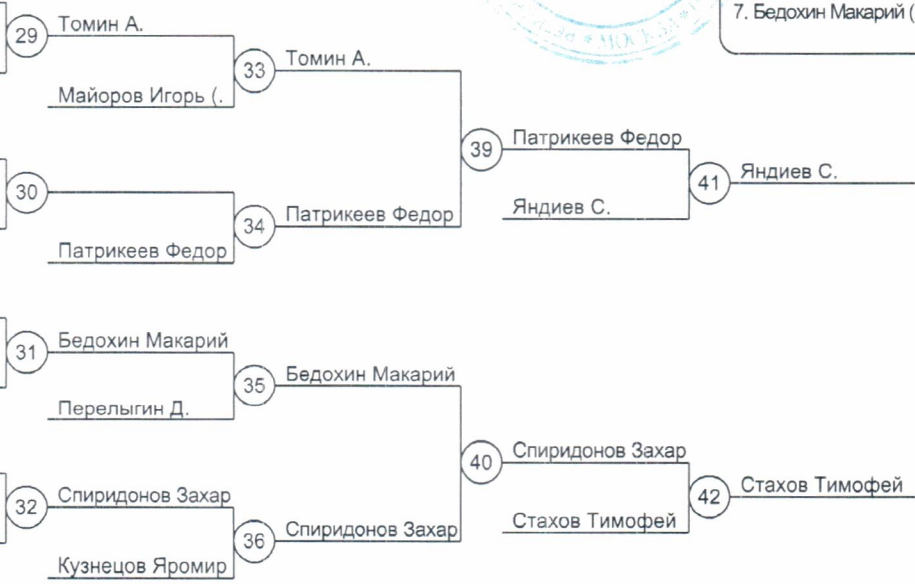 7. Бедохин Макарий (
МОСКВА
29
Томин А.
33
Томин А.
Майоров Игорь (.
39
Патрикеев Федор
41
Яндиев С.
30
34
Патрикеев Федор
Яндиев С.
Патрикеев Федор
31
Бедохин Макарий
35
Бедохин Макарий
Перелыгин Д.
40
Спиридонов Захар
42
Стахов Тимофей
32
Спиридонов Захар
36
Спиридонов Захар
Стахов Тимофей
Кузнецов Яромир